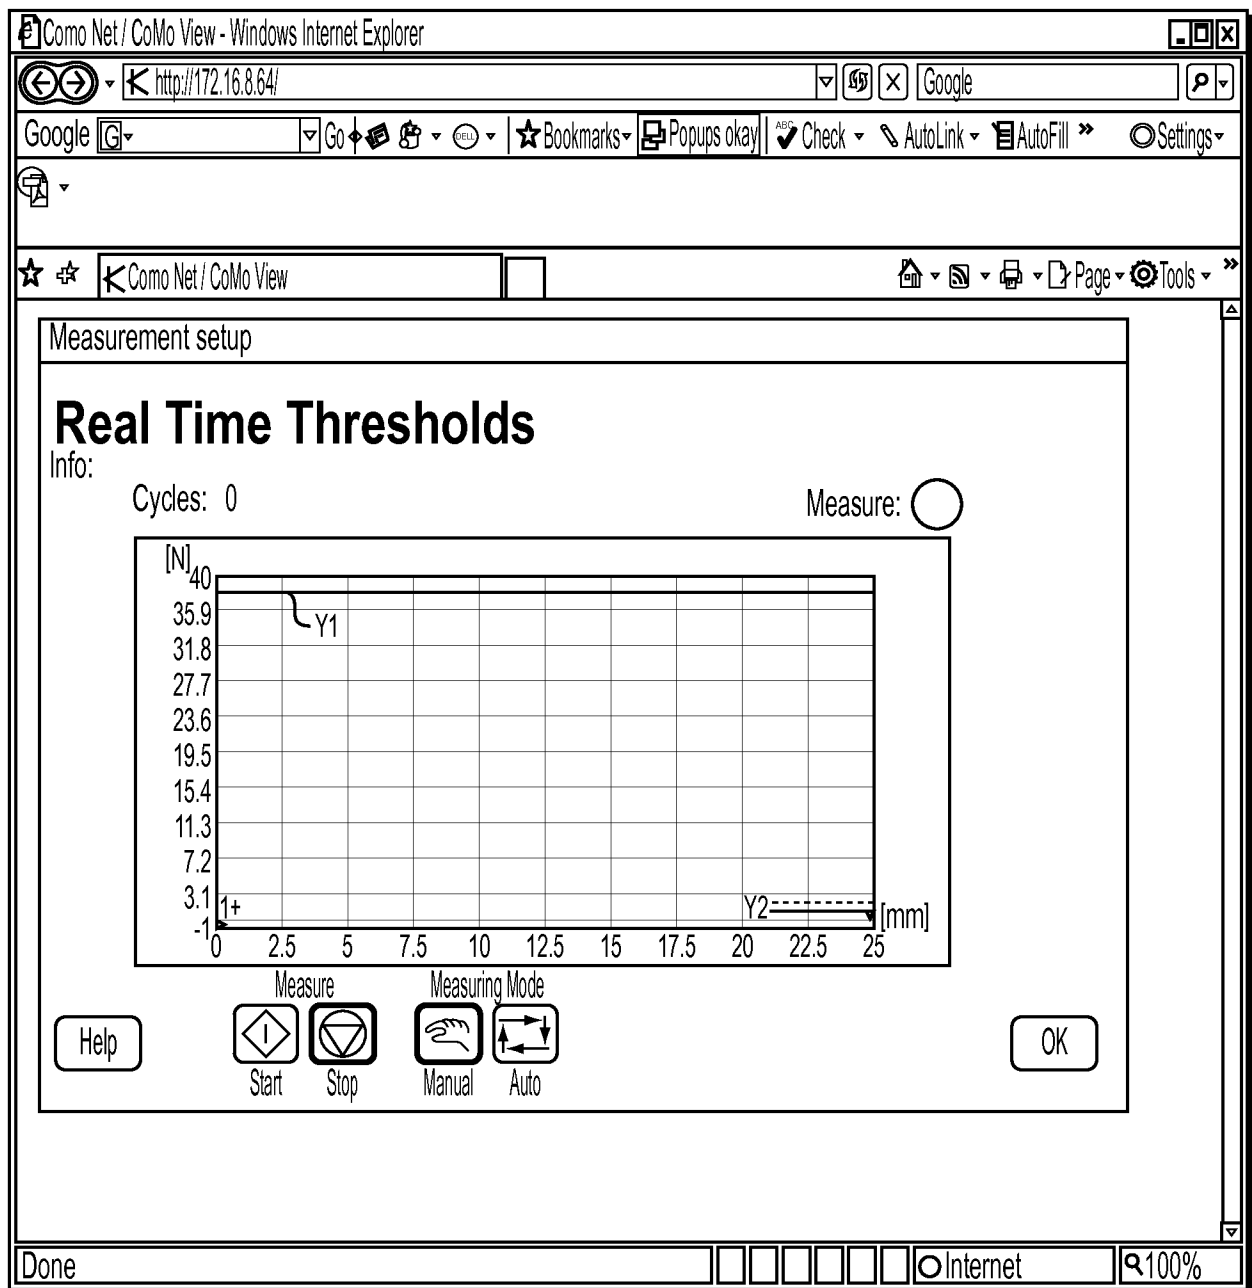 Como Net / CoMo View - Windows Internet Explorer
http://172.16.8.64/ Google
Google G Go DELL Bookmarks Popups okay ABC Check AutoLink AutoFill » Settings
Como Net / CoMo View Page Tools »
Measurement setup
Real Time Thresholds
Info:
Cycles: 0 Measure:
[N]
40
35.9
Y1
31.8
27.7
23.6
19.5
15.4
11.3
7.2
3.1
1+ Y2
-1 [mm]
0 2.5 5 7.5 10 12.5 15 17.5 20 22.5 25
Measure Measuring Mode
Help OK
Start Stop Manual Auto
Done Internet 100%